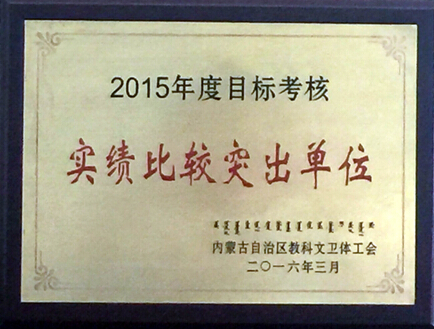 2015年度目标考核
实绩比较突出单位
内蒙古自治区教科文卫体工会
二〇一六年三月